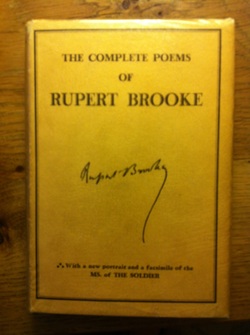 THE COMPLETE POEMS
OF
RUPERT BROOKE
Rupert Brooke
∴ With a new portrait and a facsimile of the
MS. of THE SOLDIER